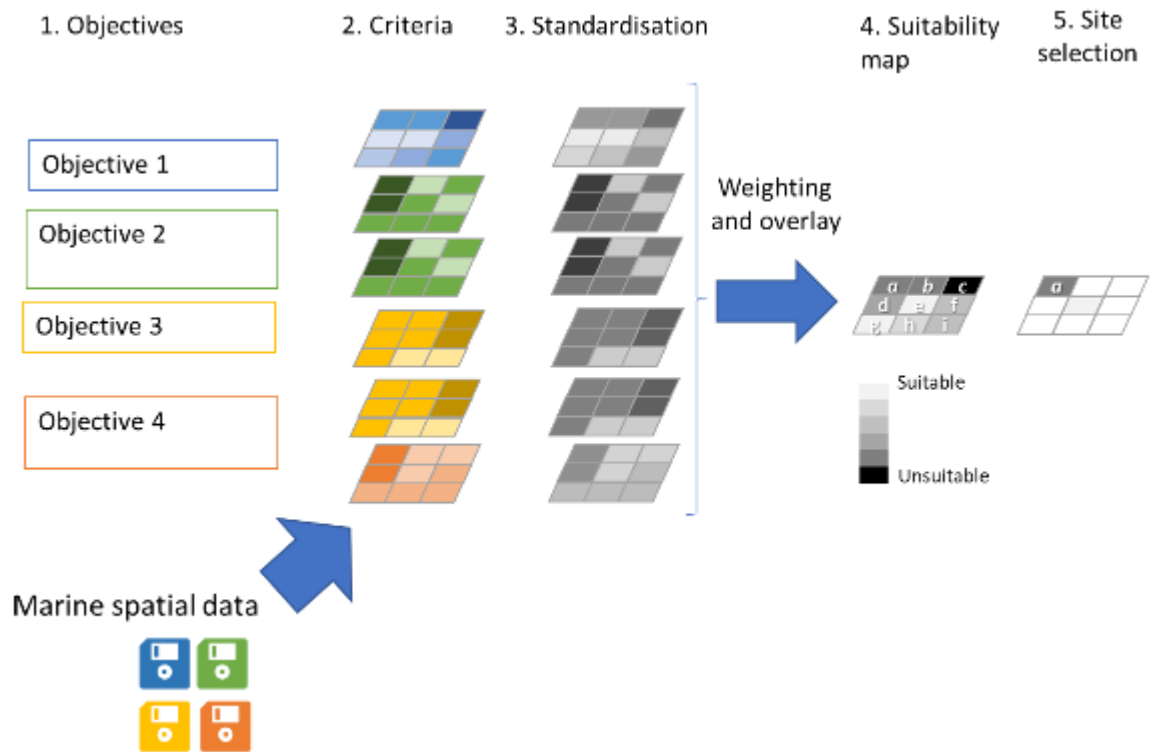 1. Objectives
2. Criteria
3. Standardisation
4. Suitability
map
5. Site
selection
Objective 1
Objective 2
Objective 3
Objective 4
Weighting
and overlay
a b c
d e f
g h i
a
Suitable
Unsuitable
Marine spatial data